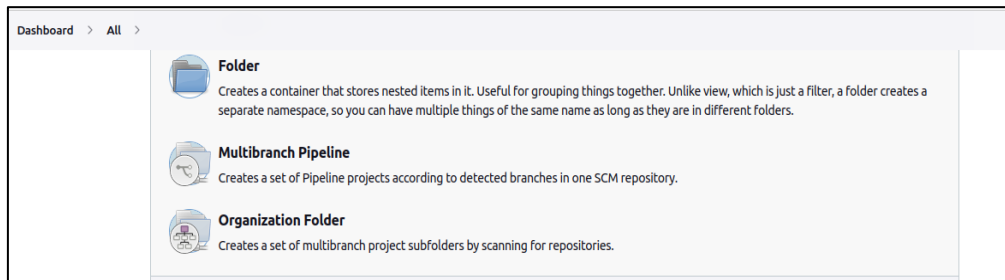 Dashboard > All >
Folder
Creates a container that stores nested items in it. Useful for grouping things together. Unlike view, which is just a filter, a folder creates a
separate namespace, so you can have multiple things of the same name as long as they are in different folders.
Multibranch Pipeline
Creates a set of Pipeline projects according to detected branches in one SCM repository.
Organization Folder
Creates a set of multibranch project subfolders by scanning for repositories.